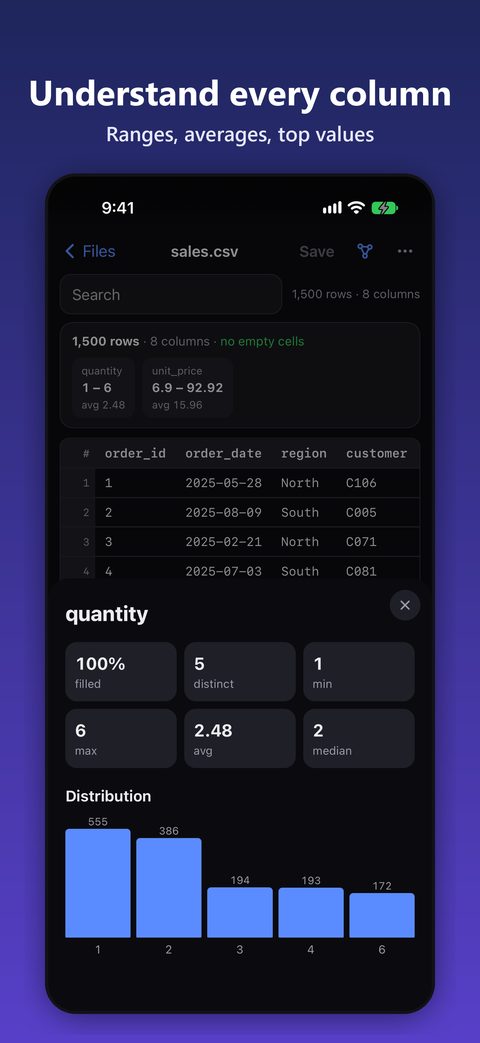 Understand every column
Ranges, averages, top values
9:41
Files sales.csv Save
Search 1,500 rows · 8 columns
1,500 rows · 8 columns · no empty cells
quantity unit_price
1 – 6 6.9 – 92.92
avg 2.48 avg 15.96
# order_id order_date region customer
1 1 2025-05-28 North C106
2 2 2025-08-09 South C005
3 3 2025-02-21 North C071
4 4 2025-07-03 South C081
quantity
100% 5 1
filled distinct min
6 2.48 2
max avg median
Distribution
555 386 194 193 172
1 2 3 4 6